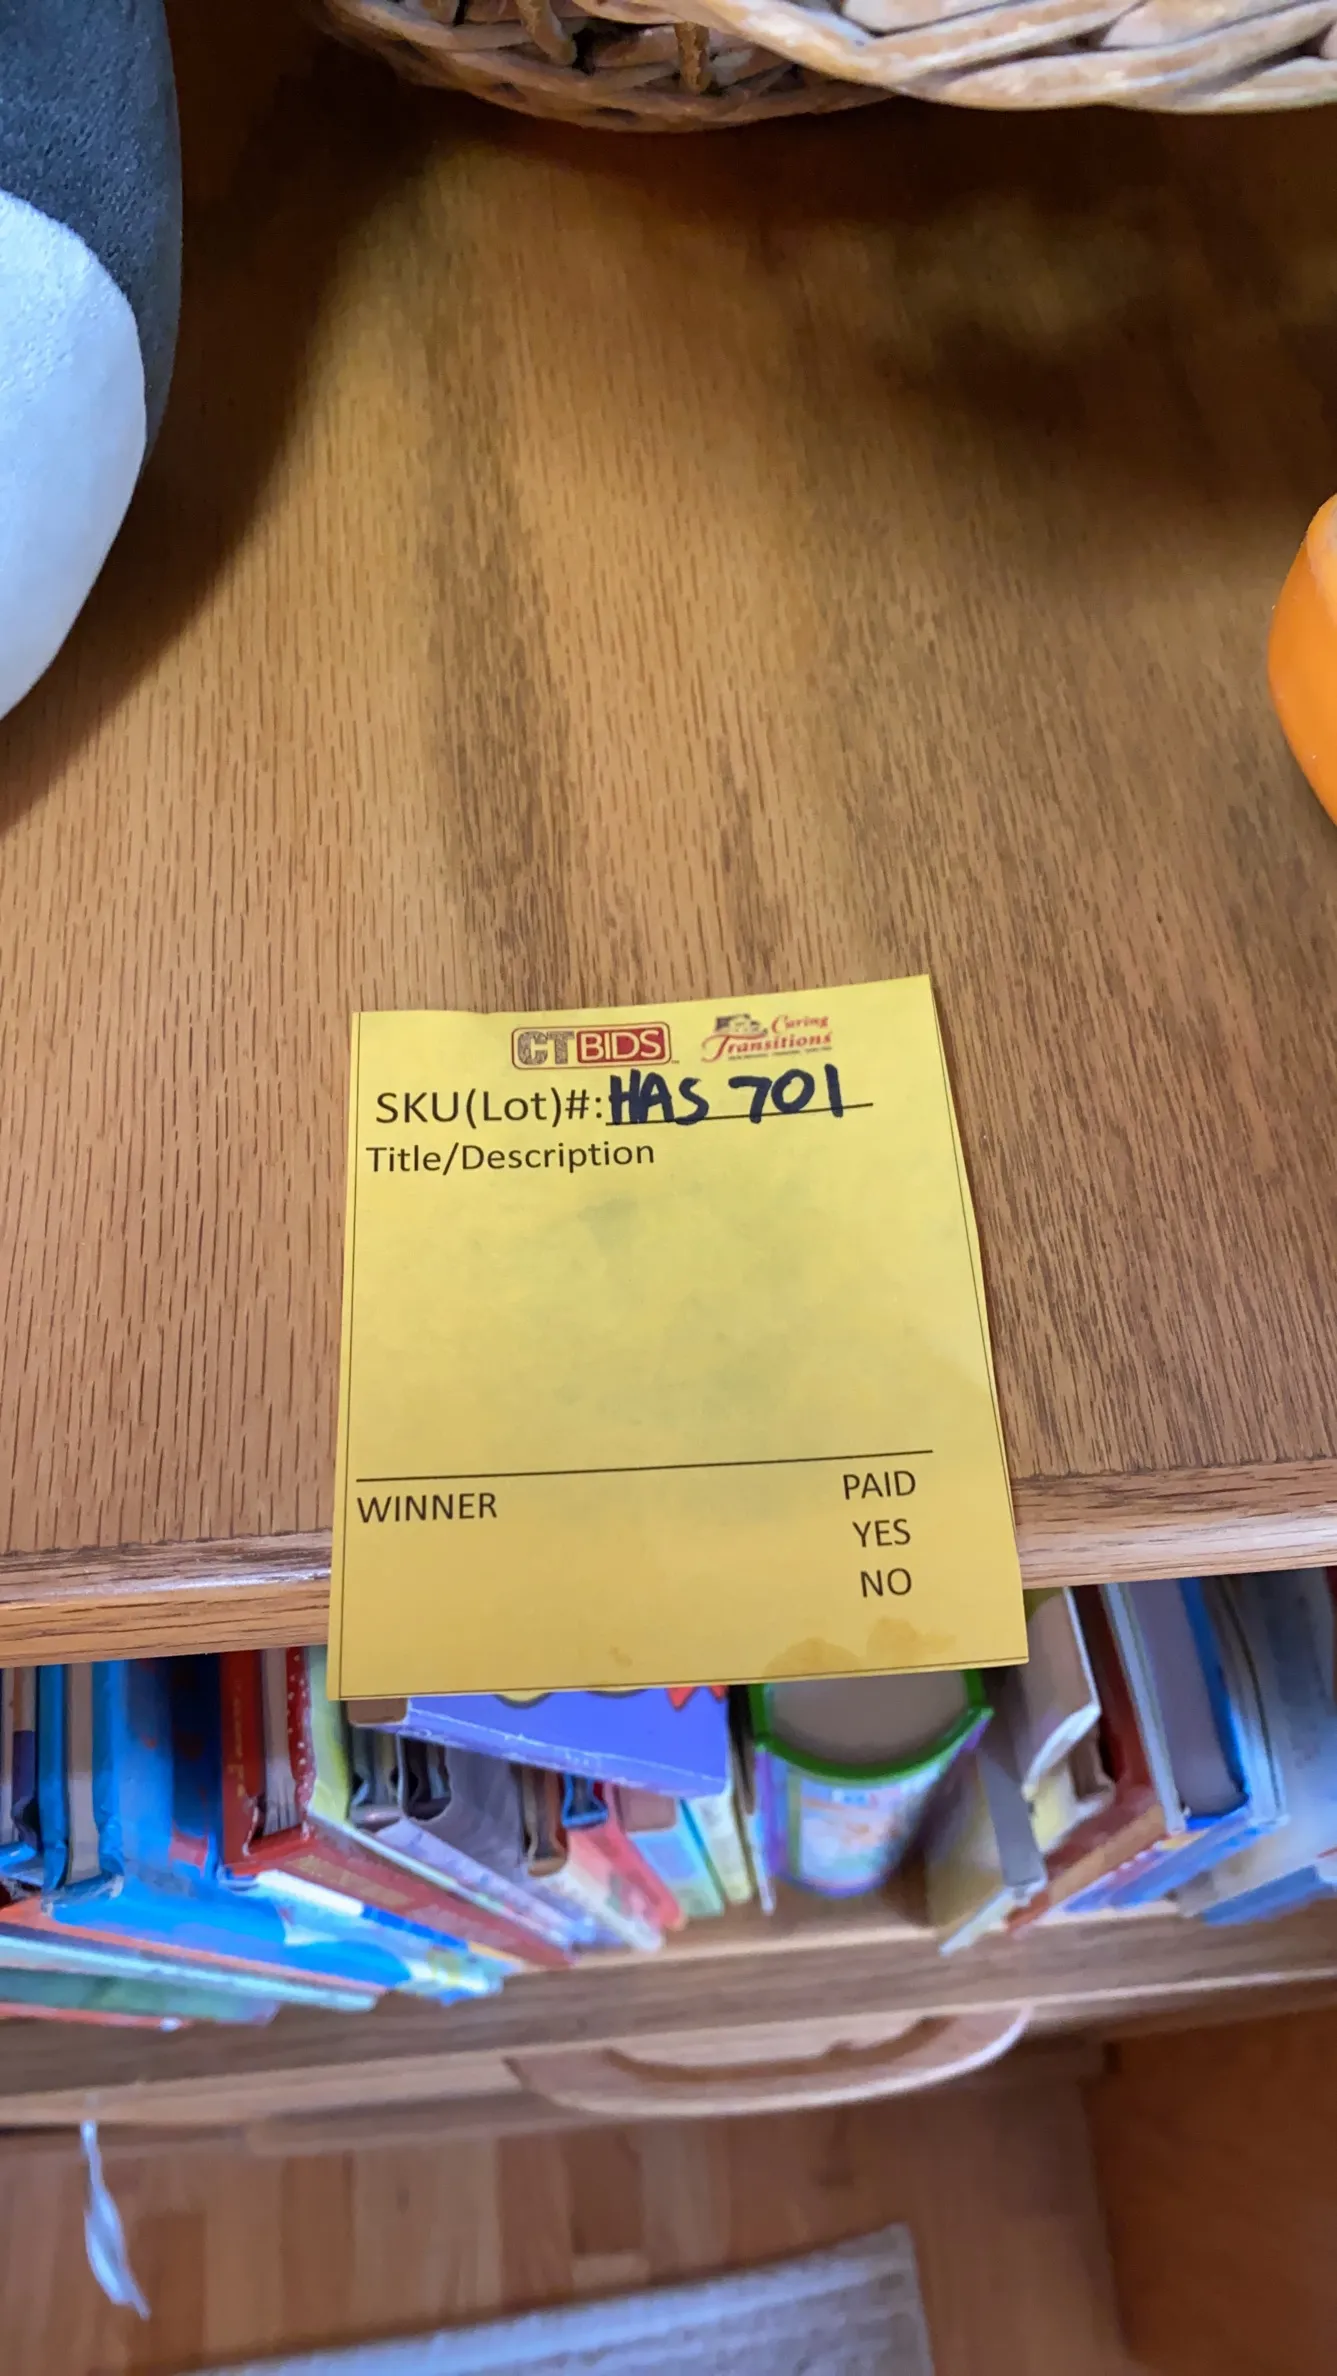 CTBIDS
Caring Transitions
SKU(Lot)#: HAS 701
Title/Description
WINNER
PAID
YES
NO